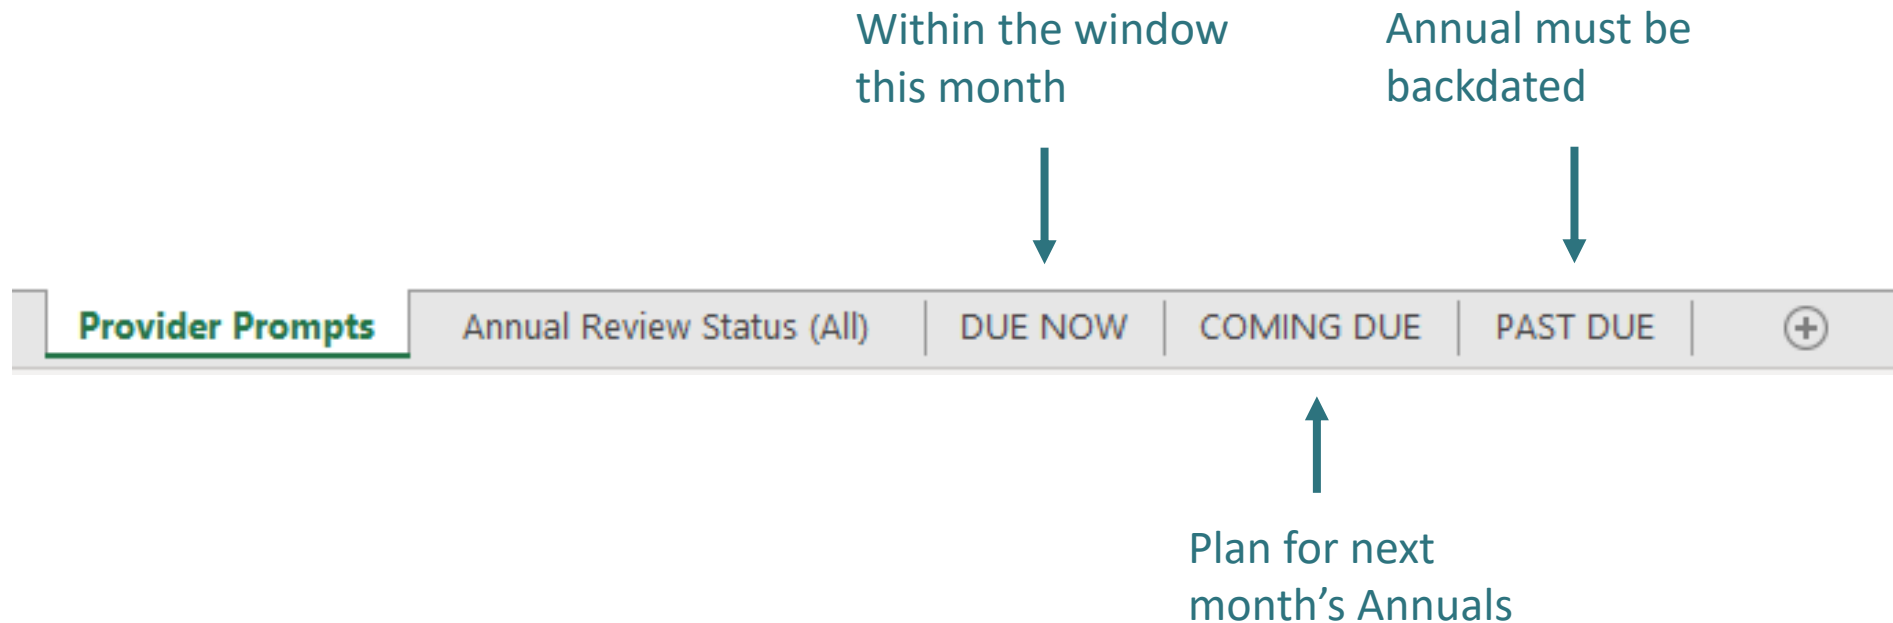 Within the window
this month
Annual must be
backdated
Provider Prompts
Annual Review Status (All)
DUE NOW
COMING DUE
PAST DUE
Plan for next
month’s Annuals